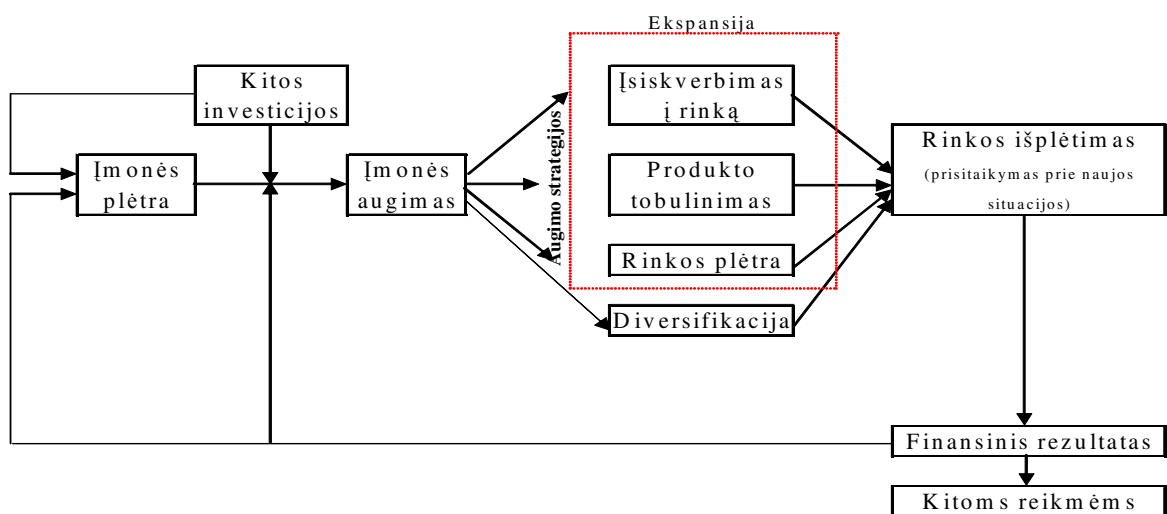 Ekspansija
Kitos
investicijos
Įmonės
plėtra
Įmonės
augimas
Augimo strategijos
Įsiskverbimas
į rinką
Produkto
tobulinimas
Rinkos plėtra
Diversifikacija
Rinkos išplėtimas
(prisitaikymas prie naujos
situacijos)
Finansinis rezultatas
Kitoms reikmėms